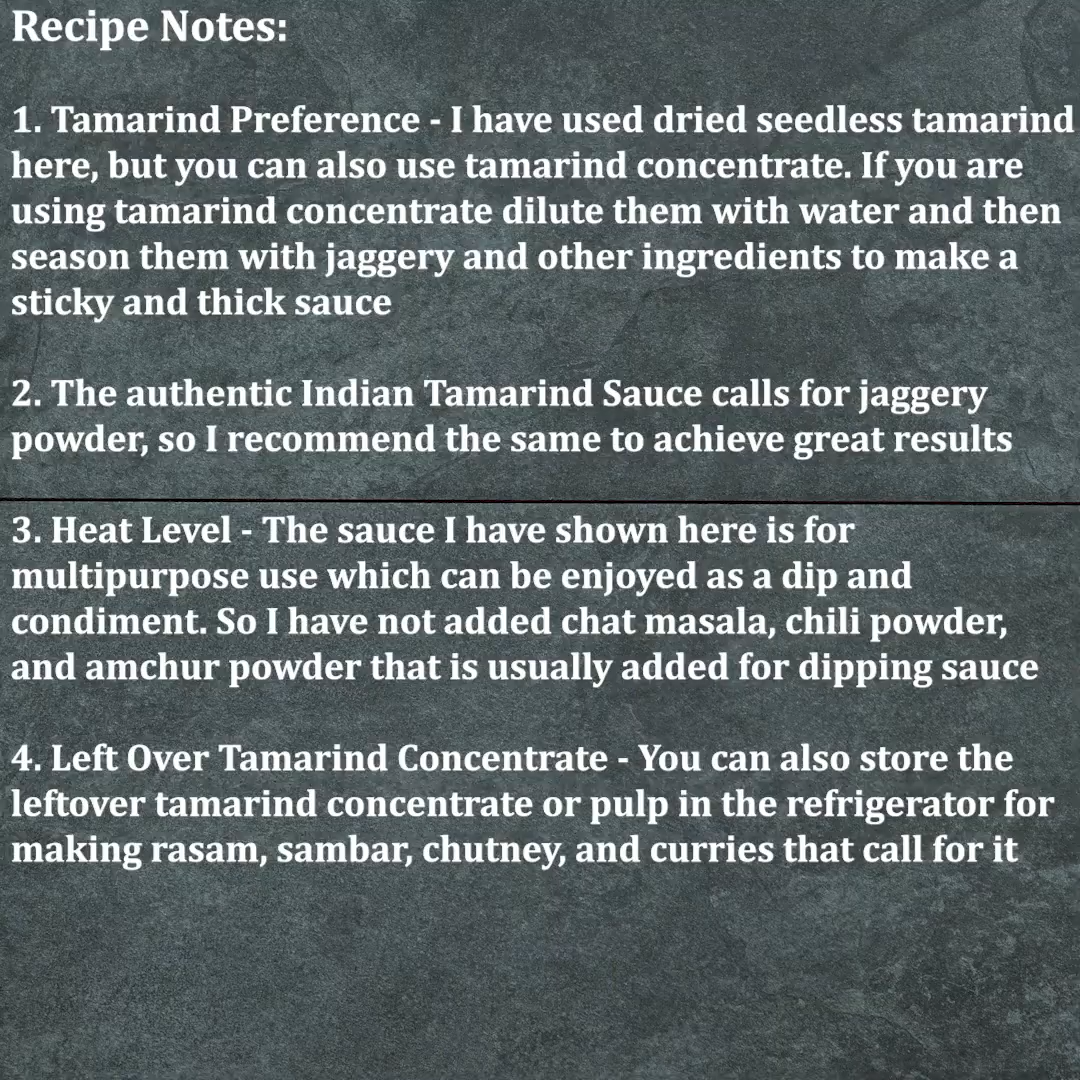 Recipe Notes:
1. Tamarind Preference - I have used dried seedless tamarind
here, but you can also use tamarind concentrate. If you are
using tamarind concentrate dilute them with water and then
season them with jaggery and other ingredients to make a
sticky and thick sauce
2. The authentic Indian Tamarind Sauce calls for jaggery
powder, so I recommend the same to achieve great results
3. Heat Level - The sauce I have shown here is for
multipurpose use which can be enjoyed as a dip and
condiment. So I have not added chat masala, chili powder,
and amchur powder that is usually added for dipping sauce
4. Left Over Tamarind Concentrate - You can also store the
leftover tamarind concentrate or pulp in the refrigerator for
making rasam, sambar, chutney, and curries that call for it